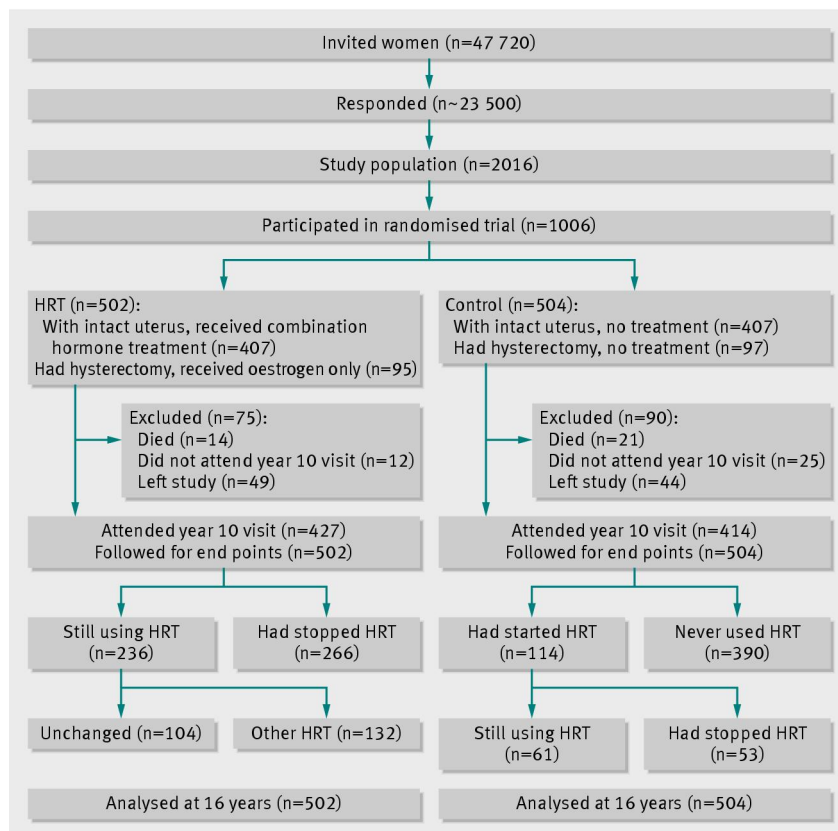 Invited women (n=47 720)
Responded (n~23 500)
Study population (n=2016)
Participated in randomised trial (n=1006)
HRT (n=502):
With intact uterus, received combination
hormone treatment (n=407)
Had hysterectomy, received oestrogen only (n=95)
Control (n=504):
With intact uterus, no treatment (n=407)
Had hysterectomy, no treatment (n=97)
Excluded (n=75):
Died (n=14)
Did not attend year 10 visit (n=12)
Left study (n=49)
Excluded (n=90):
Died (n=21)
Did not attend year 10 visit (n=25)
Left study (n=44)
Attended year 10 visit (n=427)
Followed for end points (n=502)
Attended year 10 visit (n=414)
Followed for end points (n=504)
Still using HRT
(n=236)
Had stopped HRT
(n=266)
Had started HRT
(n=114)
Never used HRT
(n=390)
Unchanged (n=104)
Other HRT (n=132)
Still using HRT
(n=61)
Had stopped HRT
(n=53)
Analysed at 16 years (n=502)
Analysed at 16 years (n=504)